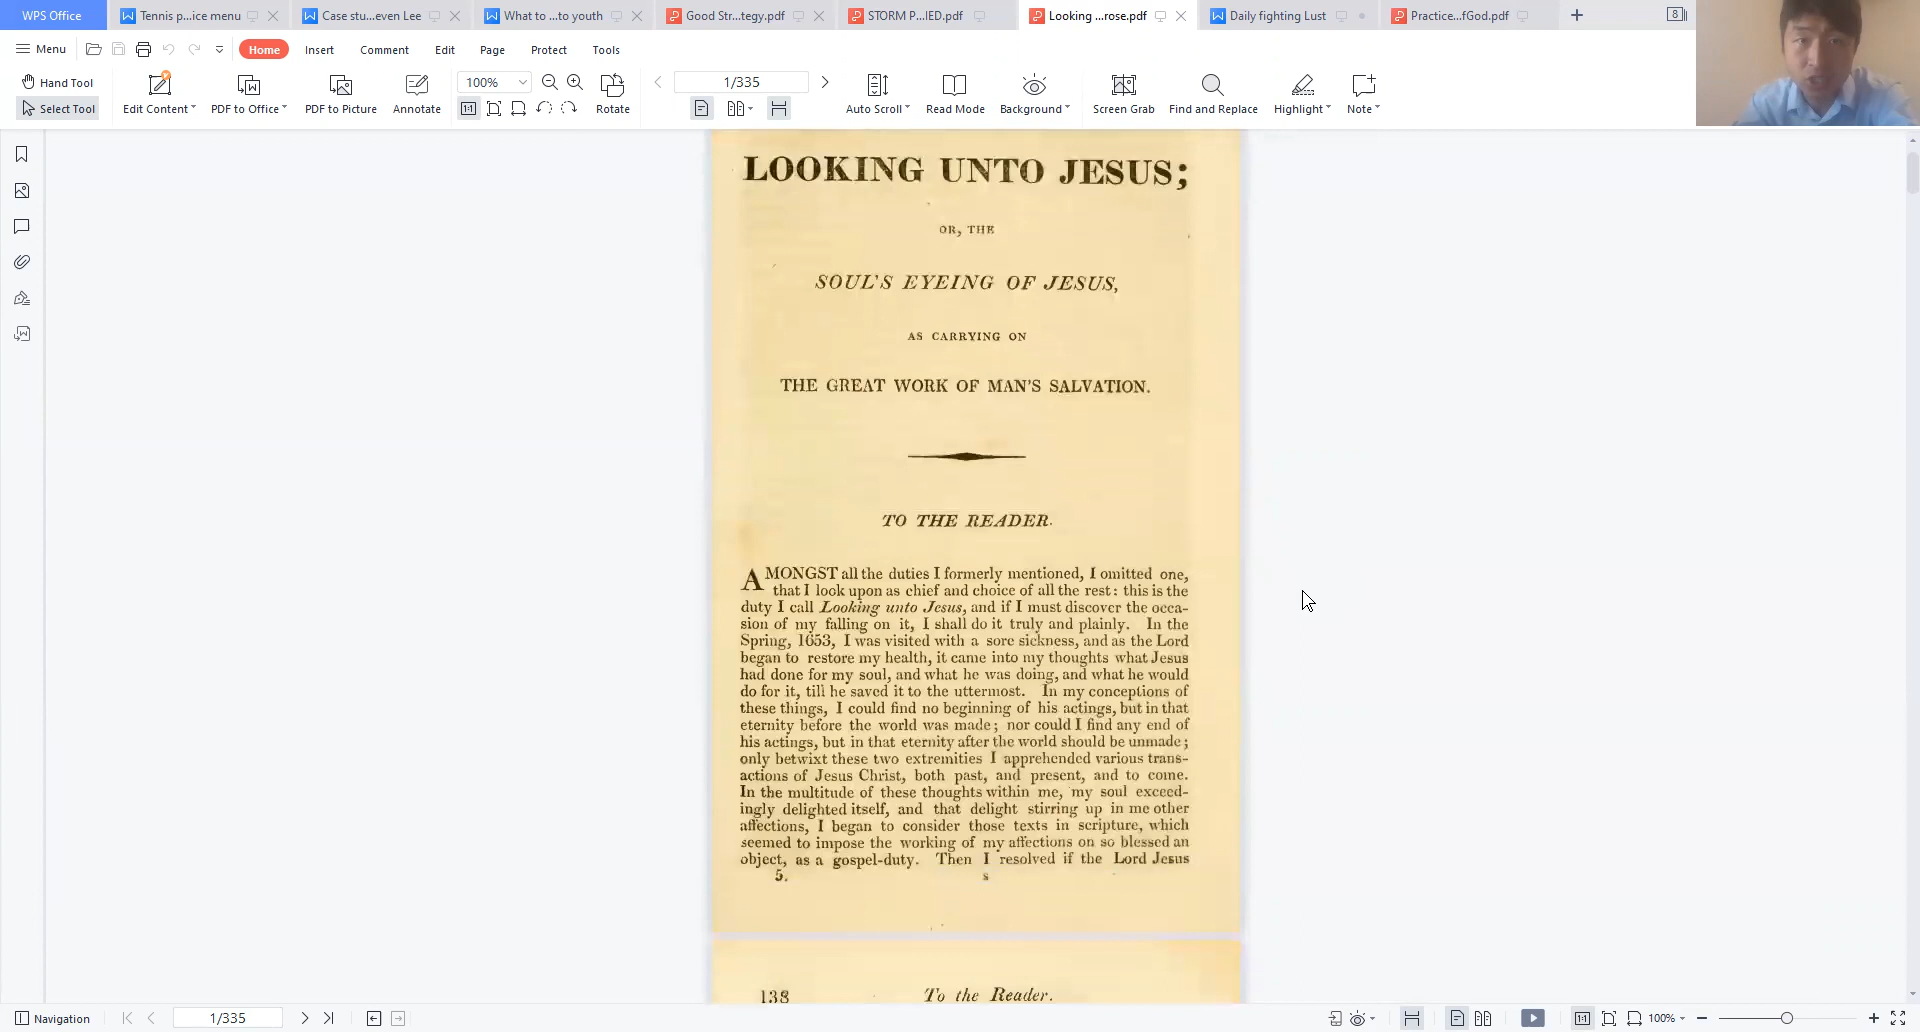 WPS Office
Tennis p...ice menu
Case stu...even Lee
What to ...to youth
Good Str...tegy.pdf
STORM P...IED.pdf
Looking ...rose.pdf
Daily fighting Lust
Practice...fGod.pdf
8
Menu
Home
Insert
Comment
Edit
Page
Protect
Tools
Hand Tool
Select Tool
Edit Content
PDF to Office
PDF to Picture
Annotate
100%
Rotate
1/335
Auto Scroll
Read Mode
Background
Screen Grab
Find and Replace
Highlight
Note
LOOKING UNTO JESUS;
OR, THE
SOUL'S EYEING OF JESUS,
AS CARRYING ON
THE GREAT WORK OF MAN'S SALVATION.
TO THE READER.
AMONGST all the duties I formerly mentioned, I omitted one,
that I look upon as chief and choice of all the rest: this is the
duty I call Looking unto Jesus, and if I must discover the occa-
sion of my falling on it, I shall do it truly and plainly. In the
Spring, 1653, I was visited with a sore sickness, and as the Lord
began to restore my health, it came into my thoughts what Jesus
had done for my soul, and what he was doing, and what he would
do for it, till he saved it to the uttermost. In my conceptions of
these things, I could find no beginning of his actings, but in that
eternity before the world was made; nor could I find any end of
his actings, but in that eternity after the world should be unmade;
only betwixt these two extremities I apprehended various trans-
actions of Jesus Christ, both past, and present, and to come.
In the multitude of these thoughts within me, my soul exceed-
ingly delighted itself, and that delight stirring up in me other
affections, I began to consider those texts in scripture, which
seemed to impose the working of my affections on so blessed an
object, as a gospel-duty. Then I resolved if the Lord Jesus
5. s
138 To the Reader.
Navigation
1/335
100%